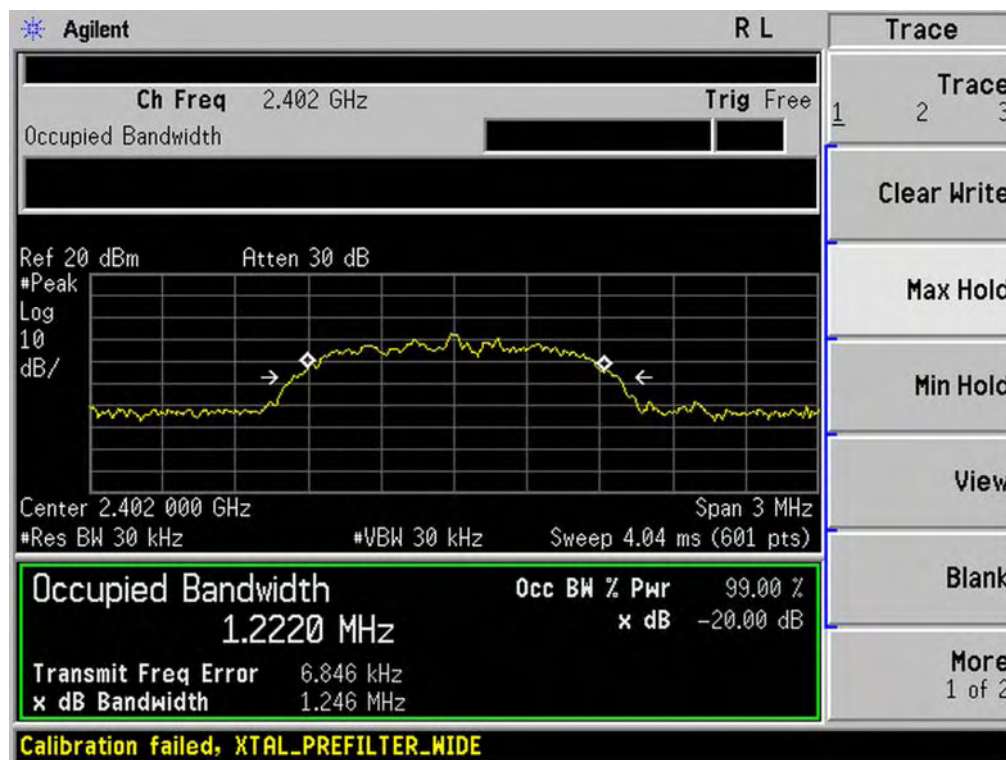 Agilent R L Trace
Ch Freq 2.402 GHz Trig Free
Occupied Bandwidth
Trace
1 2 3
Clear Write
Max Hold
Min Hold
View
Blank
More
1 of 2
Ref 20 dBm Atten 30 dB
#Peak
Log
10
dB/
Center 2.402 000 GHz Span 3 MHz
#Res BW 30 kHz #VBW 30 kHz Sweep 4.04 ms (601 pts)
Occupied Bandwidth Occ BW % Pwr 99.00 %
1.2220 MHz x dB -20.00 dB
Transmit Freq Error 6.846 kHz
x dB Bandwidth 1.246 MHz
Calibration failed, XTAL_PREFILTER_WIDE